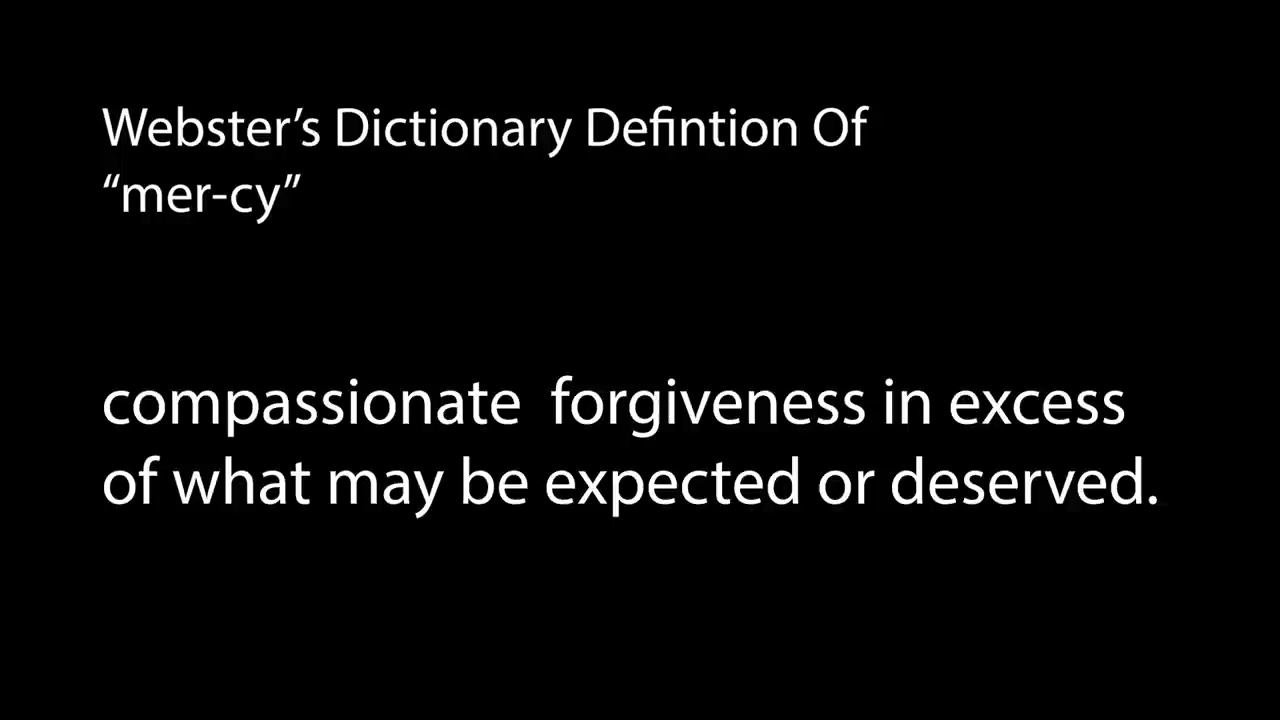 Webster’s Dictionary Defintion Of
“mer-cy”
compassionate  forgiveness in excess
of what may be expected or deserved.